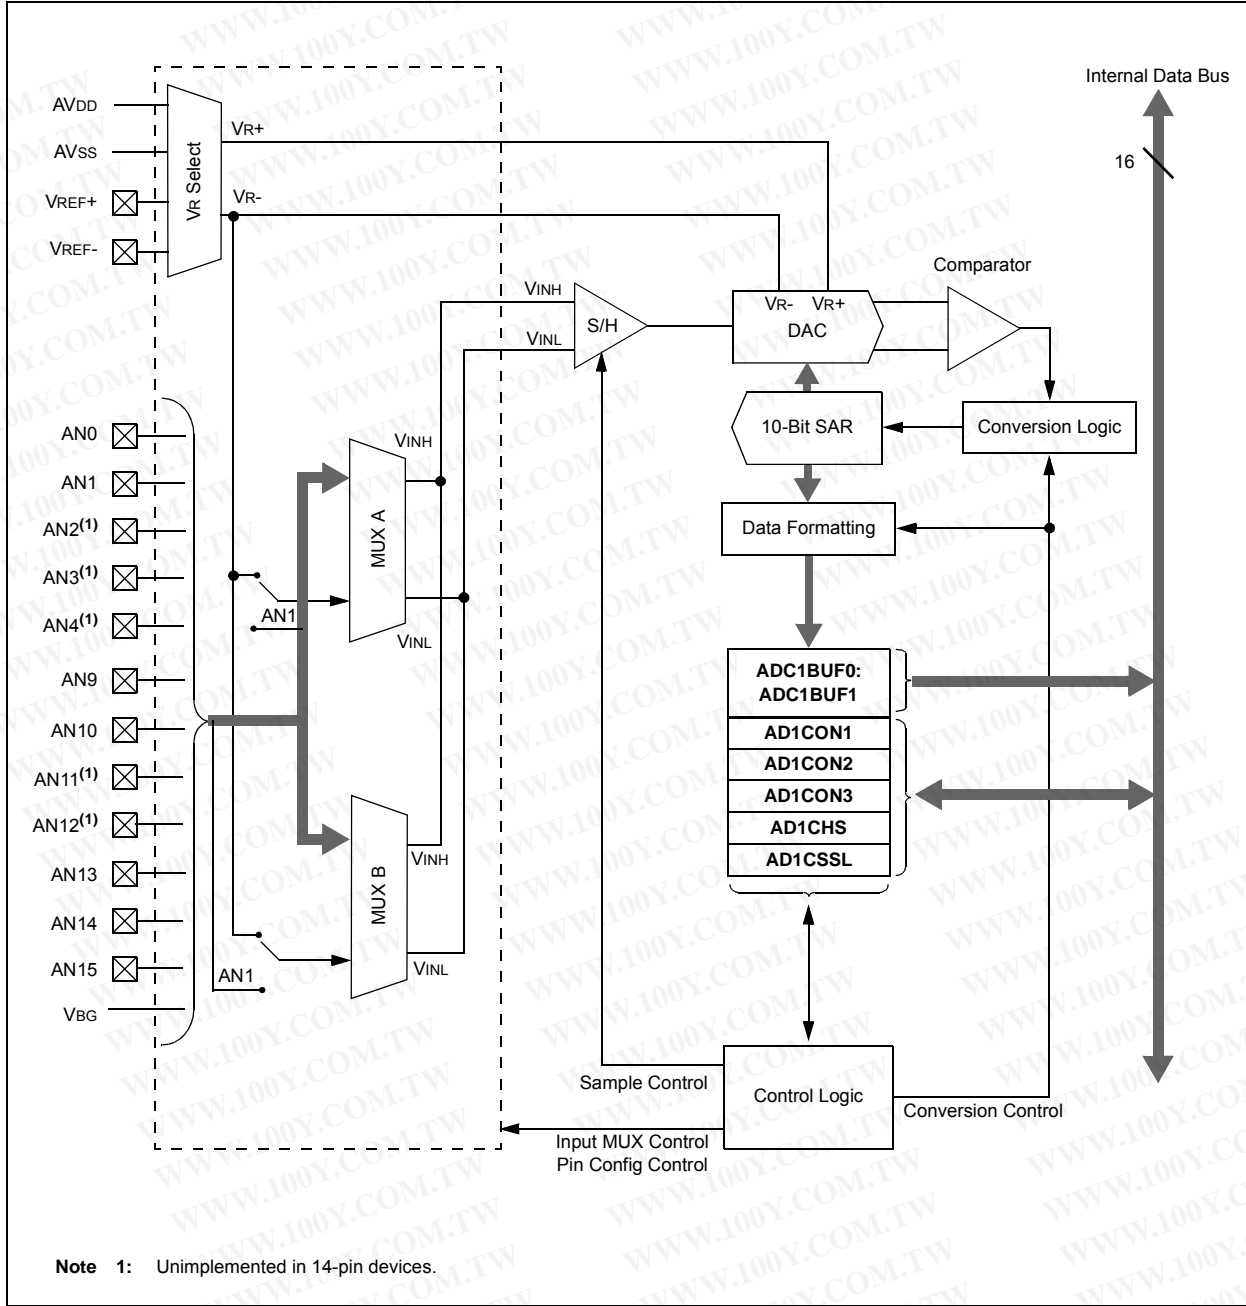 Internal Data Bus
16
AVDD
AVSS
VREF+
VREF-
VR Select
VR+
VR-
Comparator
VINH
VINL
S/H
VR- VR+
DAC
10-Bit SAR
Conversion Logic
Data Formatting
AN0
AN1
AN2(1)
AN3(1)
AN4(1)
AN9
AN10
AN11(1)
AN12(1)
AN13
AN14
AN15
VBG
VINH
MUX A
AN1
VINL
VINH
MUX B
AN1
VINL
ADC1BUF0:
ADC1BUF1
AD1CON1
AD1CON2
AD1CON3
AD1CHS
AD1CSSL
Sample Control
Control Logic
Conversion Control
Input MUX Control
Pin Config Control
Note 1: Unimplemented in 14-pin devices.
WWW.100Y.COM.TW